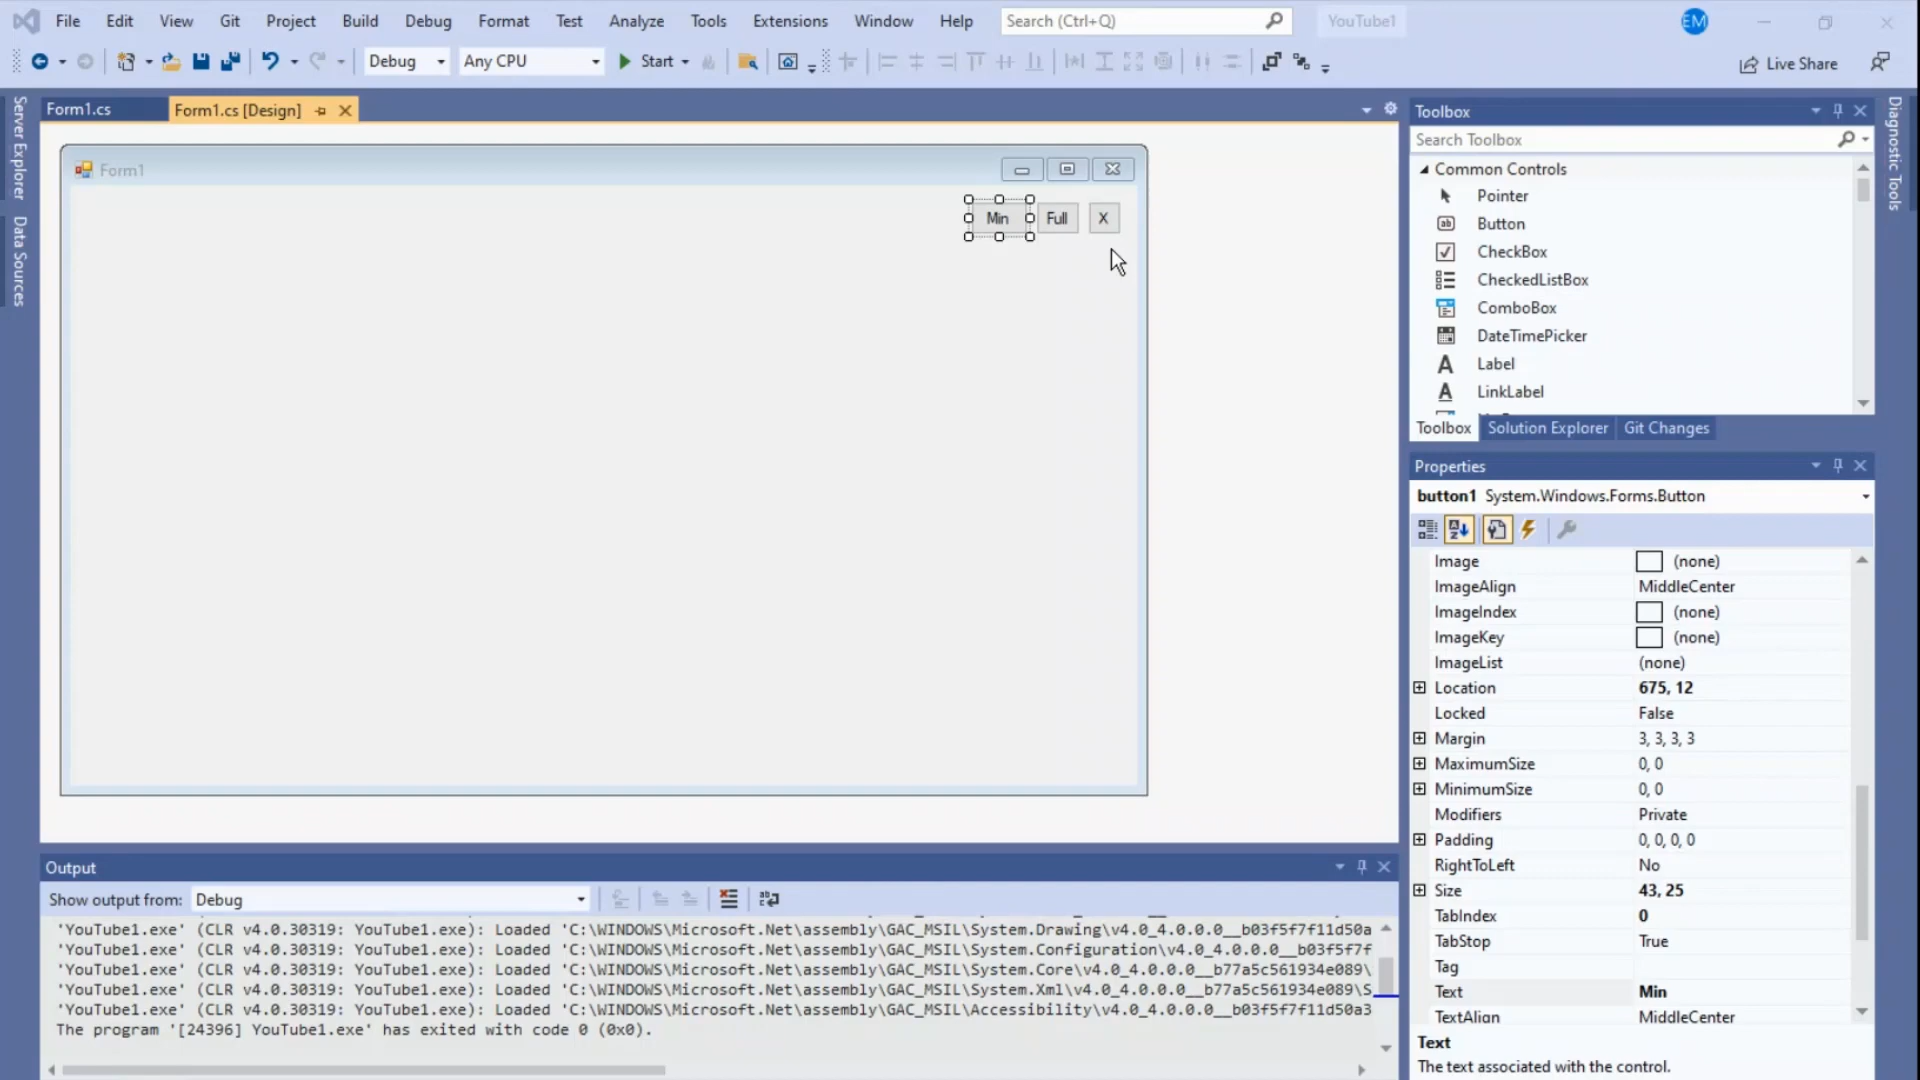 File Edit View Git Project Build Debug Format Test Analyze Tools Extensions Window Help Search (Ctrl+Q) YouTube1 EM
Debug Any CPU Start Live Share
Form1.cs Form1.cs [Design]
Server Explorer
Data Sources
Form1
Min Full X
Toolbox
Search Toolbox
Common Controls
Pointer
Button
CheckBox
CheckedListBox
ComboBox
DateTimePicker
Label
LinkLabel
Toolbox Solution Explorer Git Changes
Diagnostic Tools
Properties
button1 System.Windows.Forms.Button
Image (none)
ImageAlign MiddleCenter
ImageIndex (none)
ImageKey (none)
ImageList (none)
Location 675, 12
Locked False
Margin 3, 3, 3, 3
MaximumSize 0, 0
MinimumSize 0, 0
Modifiers Private
Padding 0, 0, 0, 0
RightToLeft No
Size 43, 25
TabIndex 0
TabStop True
Tag
Text Min
TextAlign MiddleCenter
Text
The text associated with the control.
Output
Show output from: Debug
'YouTube1.exe' (CLR v4.0.30319: YouTube1.exe): Loaded 'C:\WINDOWS\Microsoft.Net\assembly\GAC_MSIL\System.Drawing\v4.0_4.0.0.0__b03f5f7f11d50a
'YouTube1.exe' (CLR v4.0.30319: YouTube1.exe): Loaded 'C:\WINDOWS\Microsoft.Net\assembly\GAC_MSIL\System.Configuration\v4.0_4.0.0.0__b03f5f7f
'YouTube1.exe' (CLR v4.0.30319: YouTube1.exe): Loaded 'C:\WINDOWS\Microsoft.Net\assembly\GAC_MSIL\System.Core\v4.0_4.0.0.0__b77a5c561934e089\
'YouTube1.exe' (CLR v4.0.30319: YouTube1.exe): Loaded 'C:\WINDOWS\Microsoft.Net\assembly\GAC_MSIL\System.Xml\v4.0_4.0.0.0__b77a5c561934e089\S
'YouTube1.exe' (CLR v4.0.30319: YouTube1.exe): Loaded 'C:\WINDOWS\Microsoft.Net\assembly\GAC_MSIL\Accessibility\v4.0_4.0.0.0__b03f5f7f11d50a3
The program '[24396] YouTube1.exe' has exited with code 0 (0x0).